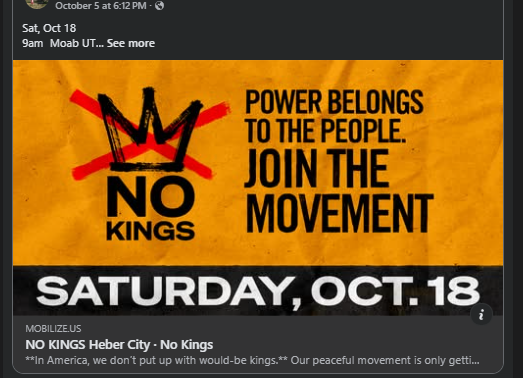 October 5 at 6:12 PM ·
Sat, Oct 18
9am Moab UT... See more
POWER BELONGS
TO THE PEOPLE.
JOIN THE
MOVEMENT
NO
KINGS
SATURDAY, OCT. 18
i
MOBILIZE.US
NO KINGS Heber City · No Kings
**In America, we don't put up with would-be kings.** Our peaceful movement is only getti...